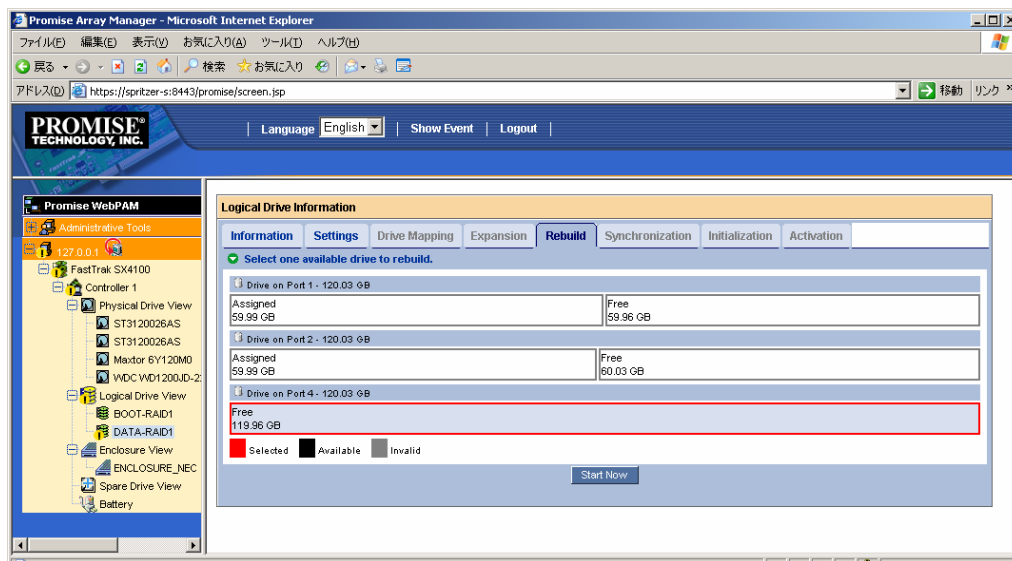 Promise Array Manager - Microsoft Internet Explorer
ファイル(F) 編集(E) 表示(V) お気に入り(A) ツール(T) ヘルプ(H)
戻る 検索 お気に入り
アドレス(D) https://spritzer-s:8443/promise/screen.jsp 移動 リンク »
PROMISE®
TECHNOLOGY, INC.
| Language English | Show Event | Logout |
Promise WebPAM
Administrative Tools
127.0.0.1
FastTrak SX4100
Controller 1
Physical Drive View
ST3120026AS
ST3120026AS
Maxtor 6Y120M0
WDC WD1200JD-2
Logical Drive View
BOOT-RAID1
DATA-RAID1
Enclosure View
ENCLOSURE_NEC
Spare Drive View
Battery
Logical Drive Information
Information Settings Drive Mapping Expansion Rebuild Synchronization Initialization Activation
Select one available drive to rebuild.
Drive on Port 1 - 120.03 GB
Assigned Free
59.99 GB 59.96 GB
Drive on Port 2 - 120.03 GB
Assigned Free
59.99 GB 60.03 GB
Drive on Port 4 - 120.03 GB
Free
119.96 GB
Selected Available Invalid
Start Now